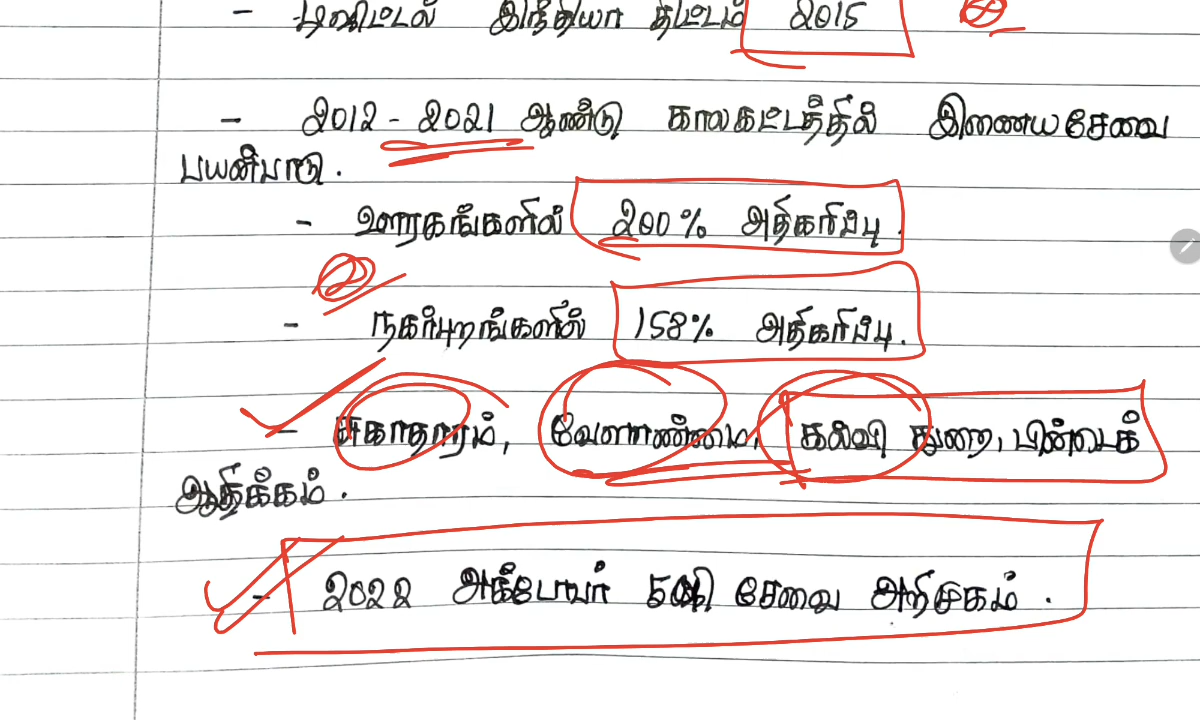 - டிஜிட்டல் இந்தியா திட்டம் 2015
- 2012 - 2021 ஆண்டு காலகட்டத்தில் இணையசேவை
பயன்பாடு.
- ஊரகங்களில் 200% அதிகரிப்பு.
- நகர்புறங்களில் 158% அதிகரிப்பு.
- சுகாதாரம், வேளாண்மை, கல்வி துறை,
ஆதிக்கம்.
- 2022 அக்டோபர் 5ஜி சேவை அறிமுகம்.